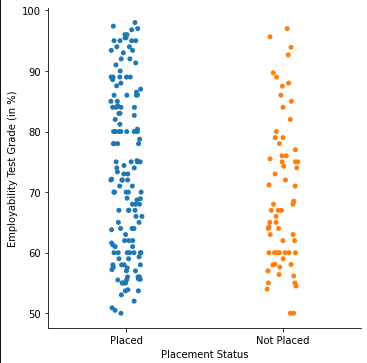 100
90
80
70
60
50
Employability Test Grade (in %)
Placed
Not Placed
Placement Status